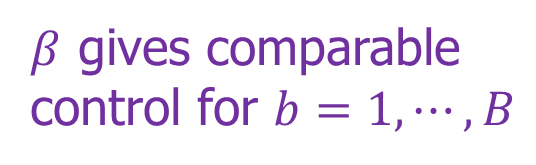 𝛽 gives comparable
control for 𝑏 = 1, ⋯ , 𝐵